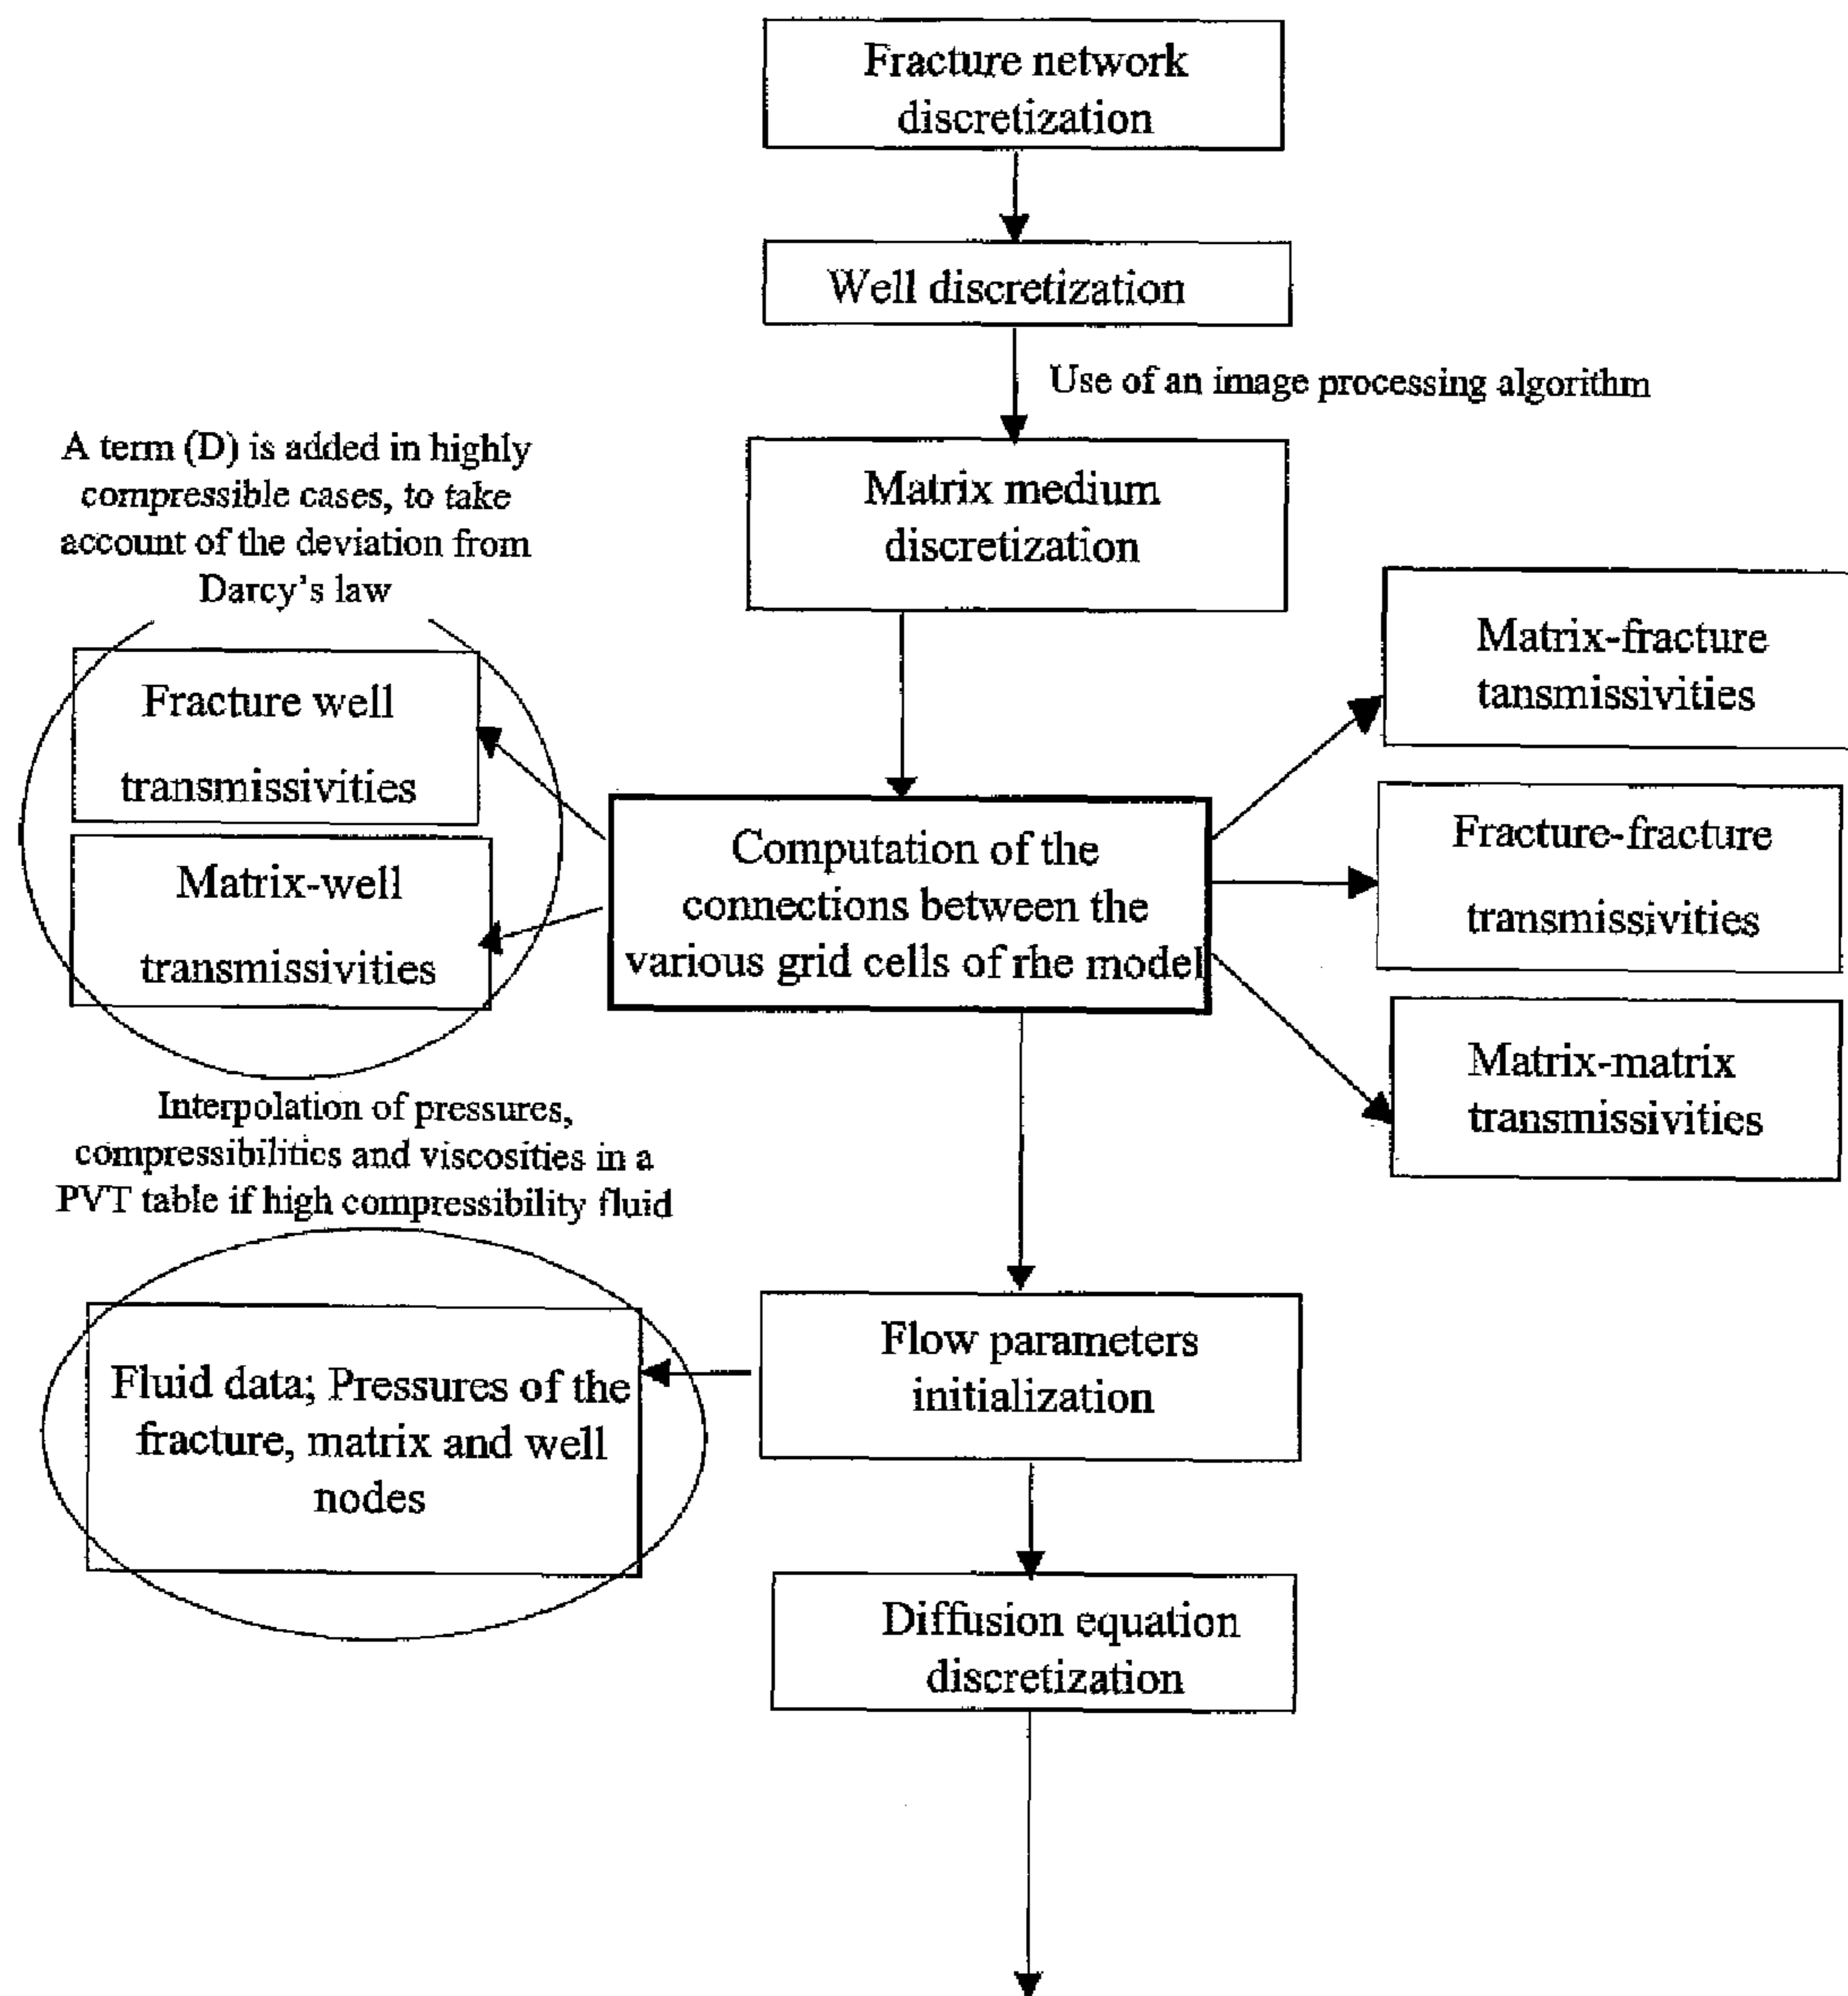 Fracture network
discretization
Well discretization
Use of an image processing algorithm
A term (D) is added in highly
compressible cases, to take
account of the deviation from
Darcy's law
Matrix medium
discretization
Fracture well
transmissivities
Matrix-well
transmissivities
Computation of the
connections between the
various grid cells of rhe model
Matrix-fracture
tansmissivities
Fracture-fracture
transmissivities
Matrix-matrix
transmissivities
Interpolation of pressures,
compressibilities and viscosities in a
PVT table if high compressibility fluid
Fluid data; Pressures of the
fracture, matrix and well
nodes
Flow parameters
initialization
Diffusion equation
discretization